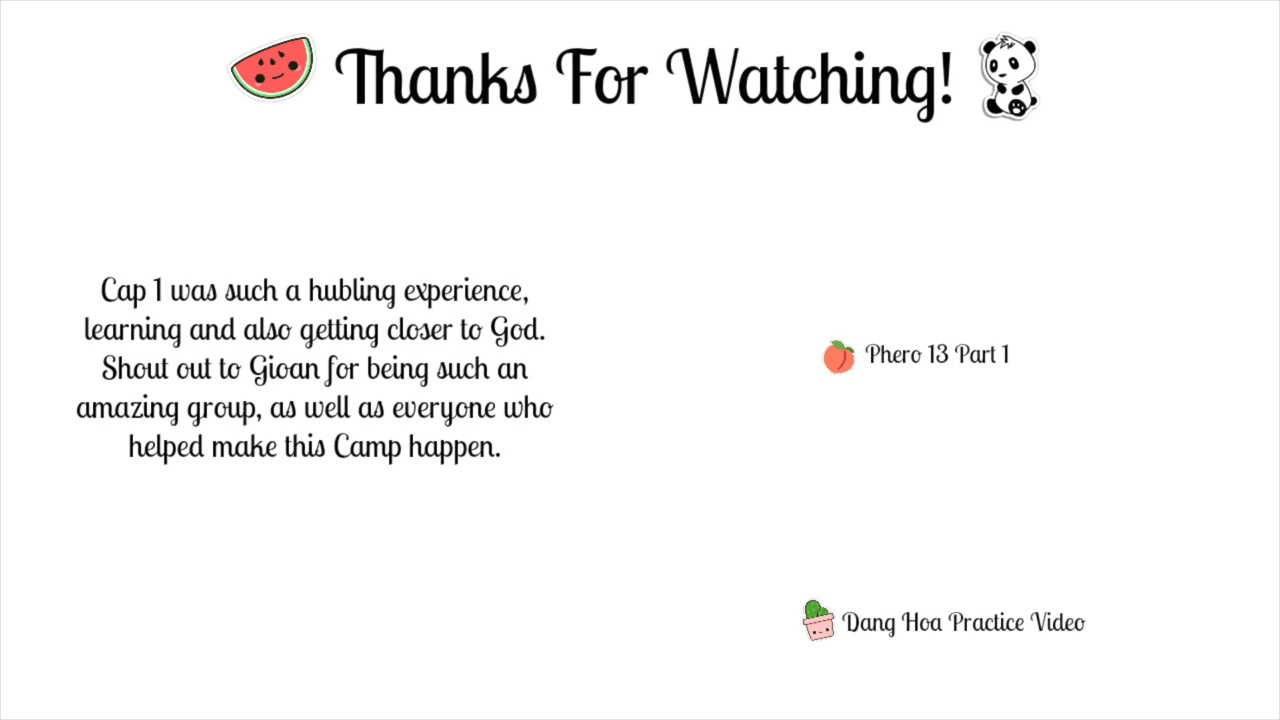 Thanks For Watching!
Cap 1 was such a hubling experience,
learning and also getting closer to God.
Shout out to Gioan for being such an
amazing group, as well as everyone who
helped make this Camp happen.
Phero 13 Part 1
Dang Hoa Practice Video